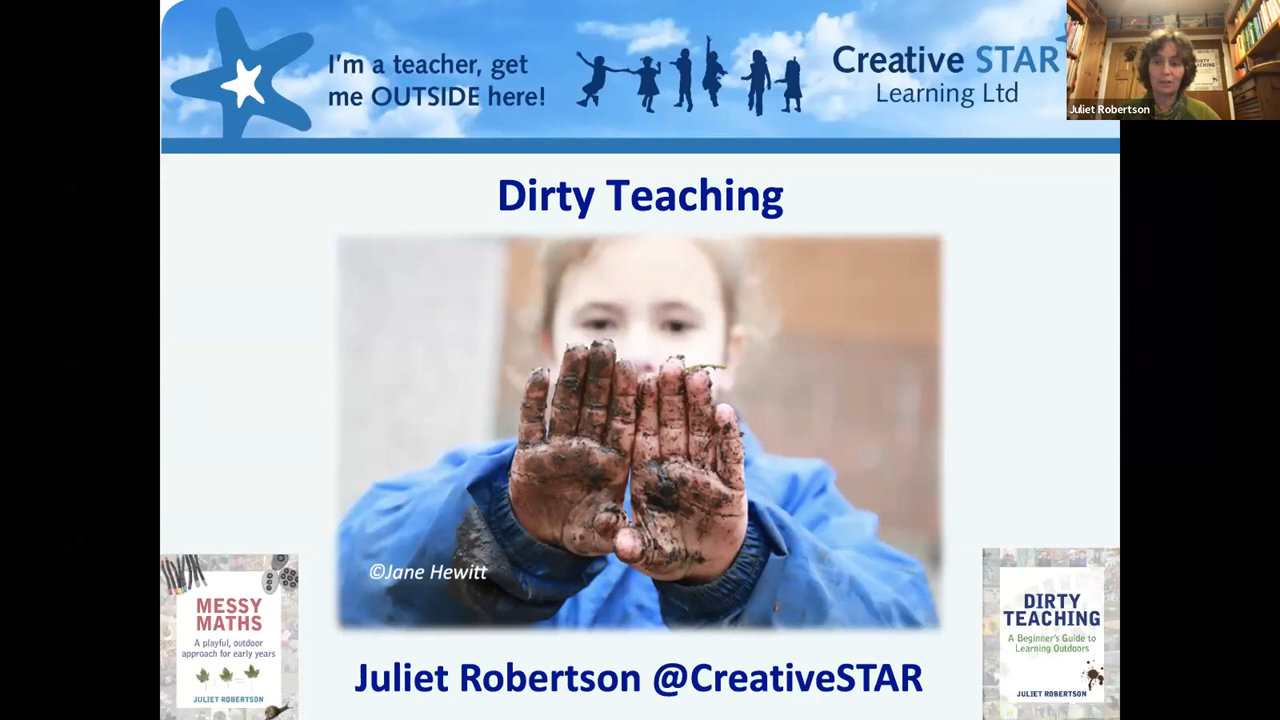 I'm a teacher, get
me OUTSIDE here!
Creative STAR
Learning Ltd
Juliet Robertson
Dirty Teaching
©Jane Hewitt
MESSY
MATHS
A playful, outdoor
approach for early years
JULIET ROBERTSON
DIRTY
TEACHING
A Beginner's Guide to
Learning Outdoors
JULIET ROBERTSON
Juliet Robertson @CreativeSTAR